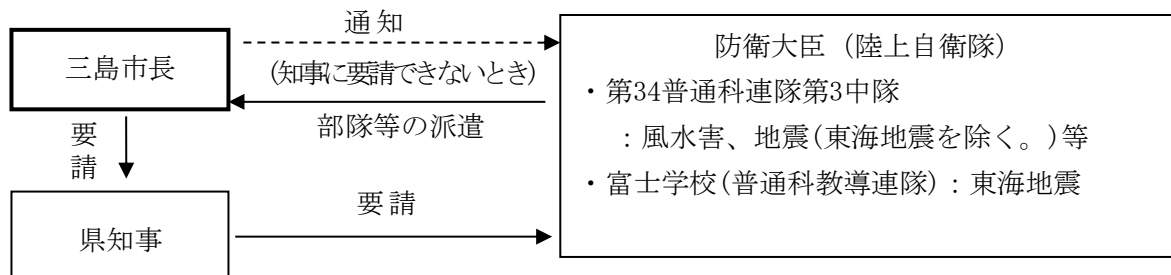 通知
三島市長
(知事に要請できないとき)
部隊等の派遣
要請
県知事
要請
防衛大臣（陸上自衛隊）
・第34普通科連隊第3中隊
：風水害、地震(東海地震を除く。)等
・富士学校(普通科教導連隊)：東海地震